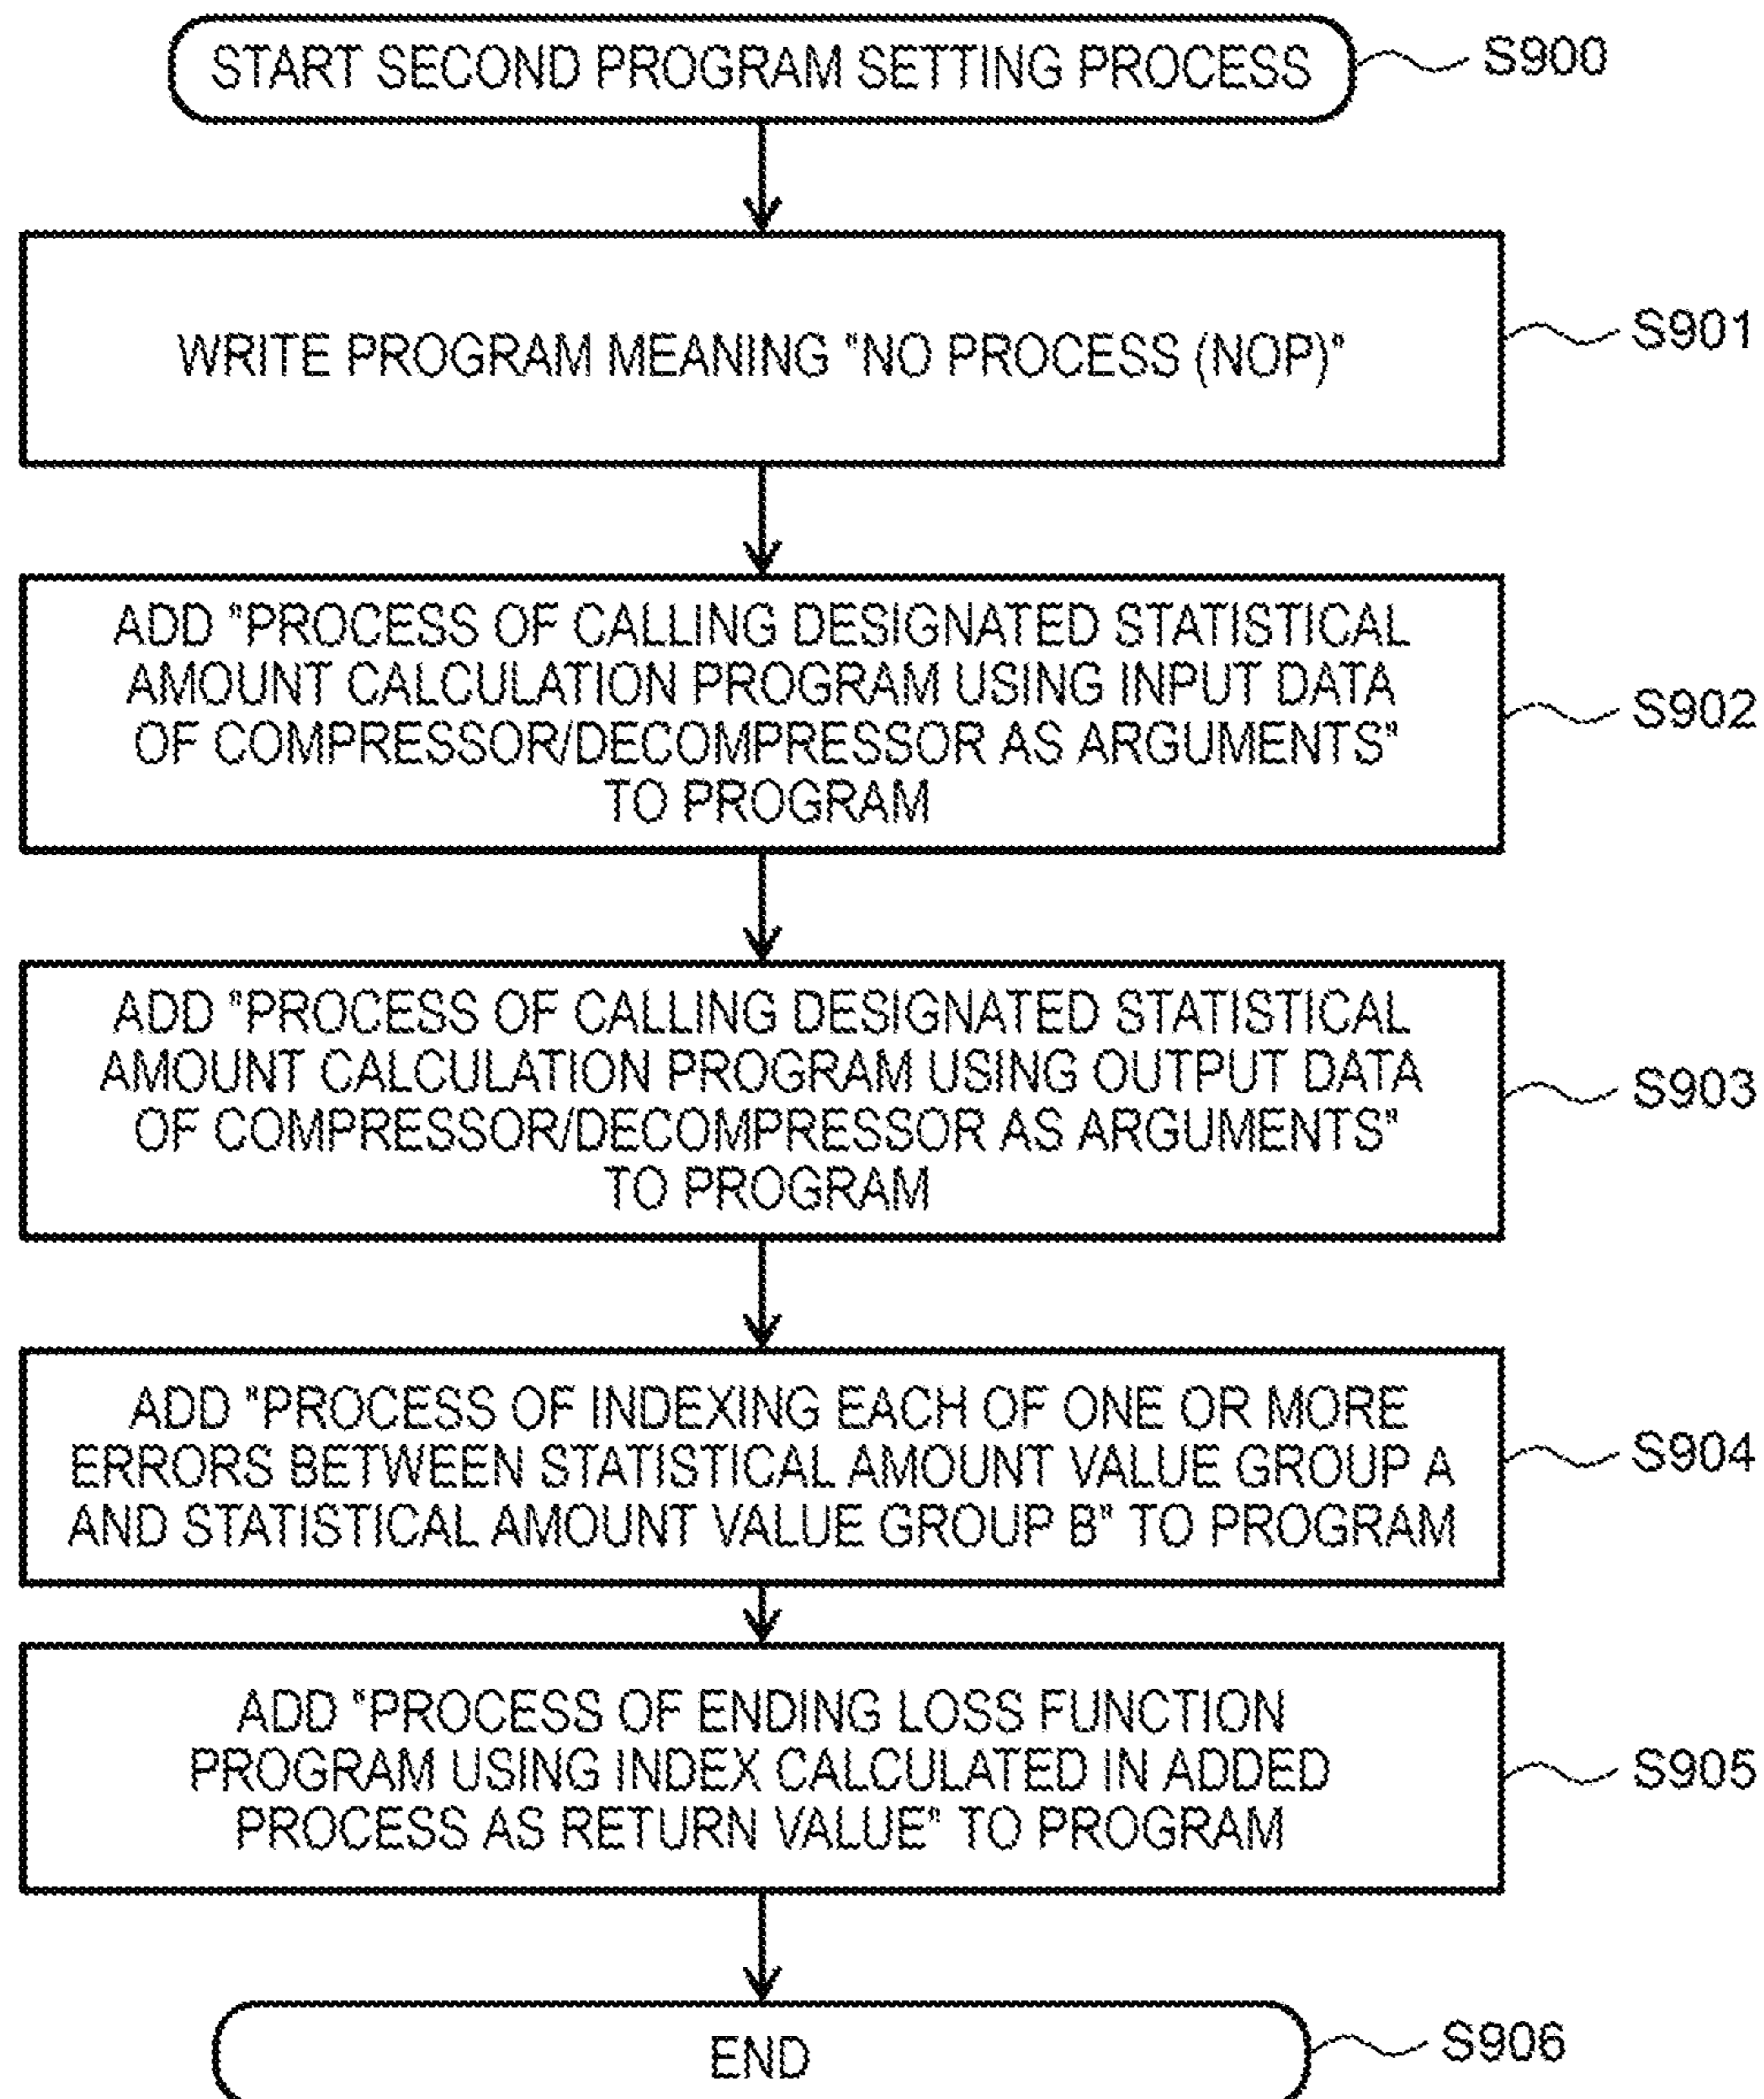 START SECOND PROGRAM SETTING PROCESS
S900
WRITE PROGRAM MEANING "NO PROCESS (NOP)"
S901
ADD "PROCESS OF CALLING DESIGNATED STATISTICAL
AMOUNT CALCULATION PROGRAM USING INPUT DATA
OF COMPRESSOR/DECOMPRESSOR AS ARGUMENTS"
TO PROGRAM
S902
ADD "PROCESS OF CALLING DESIGNATED STATISTICAL
AMOUNT CALCULATION PROGRAM USING OUTPUT DATA
OF COMPRESSOR/DECOMPRESSOR AS ARGUMENTS"
TO PROGRAM
S903
ADD "PROCESS OF INDEXING EACH OF ONE OR MORE
ERRORS BETWEEN STATISTICAL AMOUNT VALUE GROUP A
AND STATISTICAL AMOUNT VALUE GROUP B" TO PROGRAM
S904
ADD "PROCESS OF ENDING LOSS FUNCTION
PROGRAM USING INDEX CALCULATED IN ADDED
PROCESS AS RETURN VALUE" TO PROGRAM
S905
END
S906